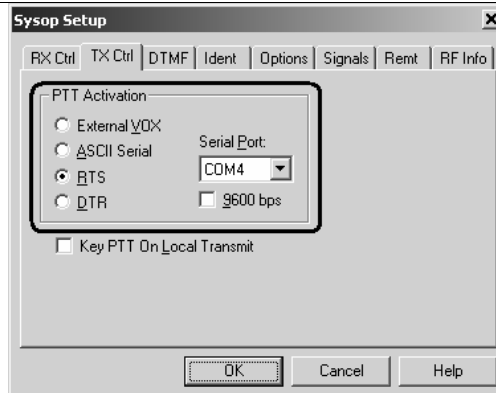 Sysop Setup
RX Ctrl TX Ctrl DTMF Ident Options Signals Remt RF Info
PTT Activation
External VOX
ASCII Serial
RTS
DTR
Serial Port:
COM4
9600 bps
Key PTT On Local Transmit
OK Cancel Help